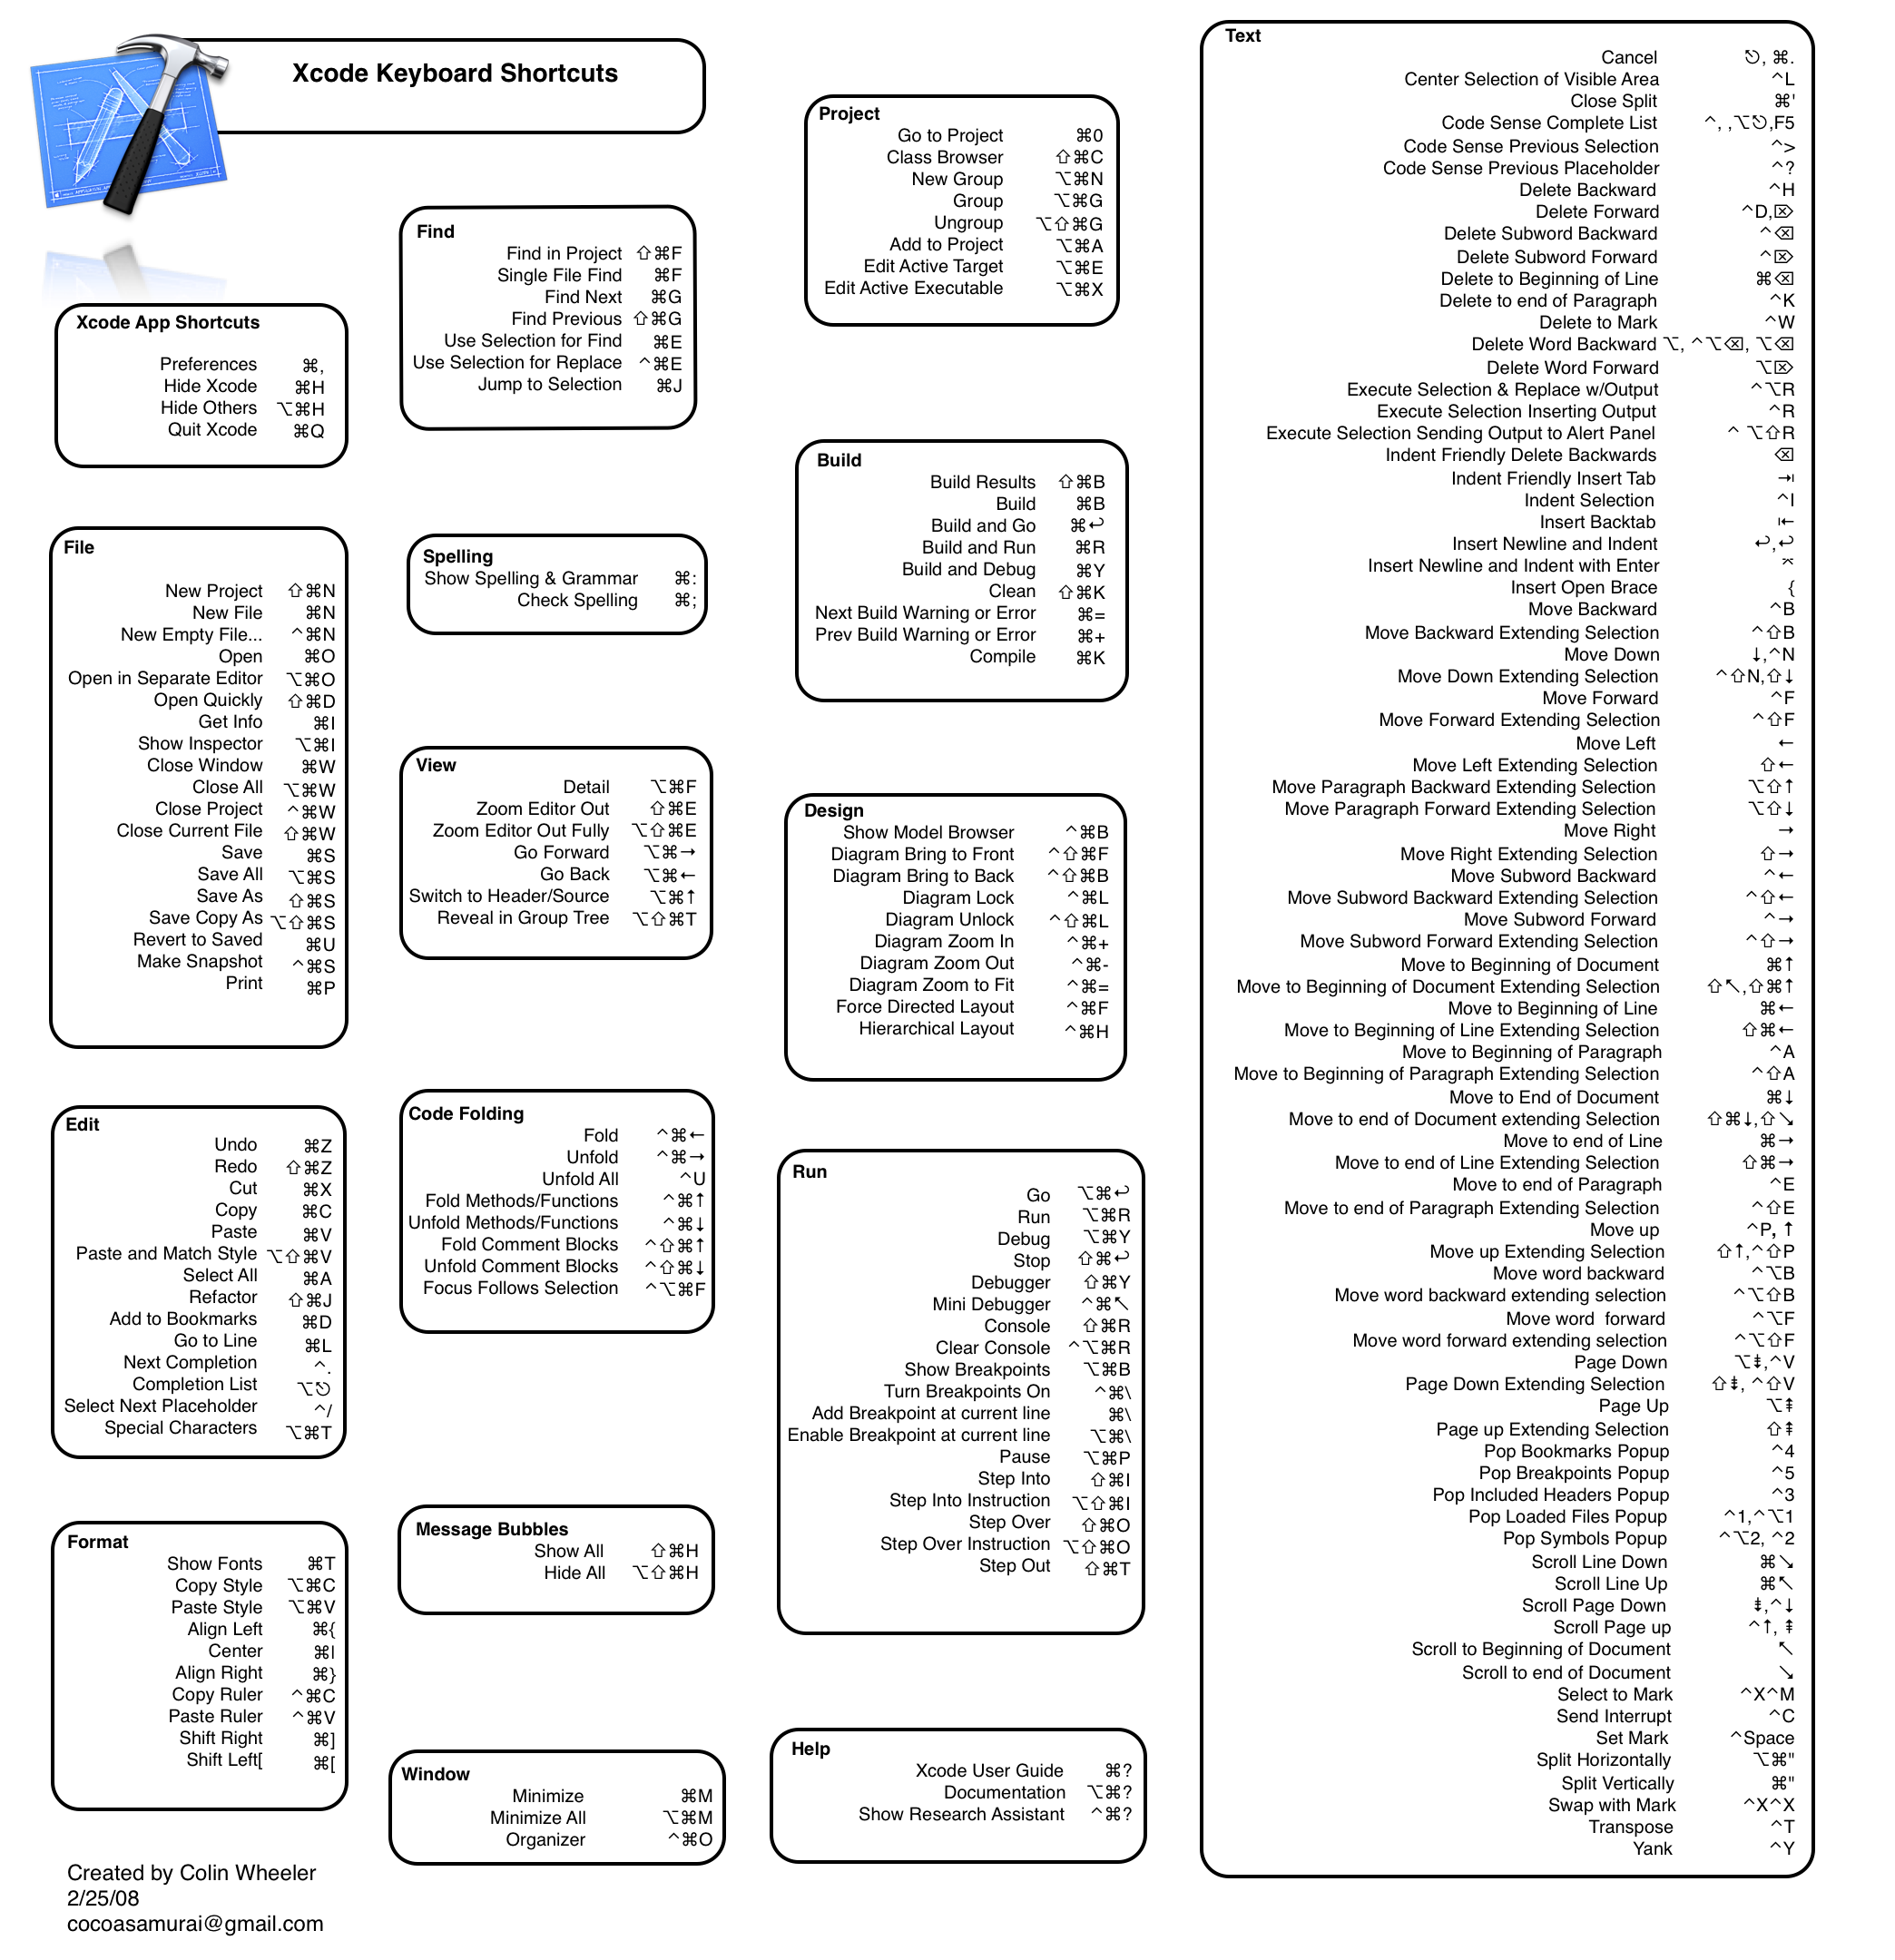 Xcode Keyboard Shortcuts
Xcode App Shortcuts
Preferences ⌘,
Hide Xcode ⌘H
Hide Others ⌥⌘H
Quit Xcode ⌘Q
File
New Project ⇧⌘N
New File ⌘N
New Empty File... ^⌘N
Open ⌘O
Open in Separate Editor ⌥⌘O
Open Quickly ⇧⌘D
Get Info ⌘I
Show Inspector ⌥⌘I
Close Window ⌘W
Close All ⌥⌘W
Close Project ^⌘W
Close Current File ⇧⌘W
Save ⌘S
Save All ⌥⌘S
Save As ⇧⌘S
Save Copy As ⌥⇧⌘S
Revert to Saved ⌘U
Make Snapshot ^⌘S
Print ⌘P
Edit
Undo ⌘Z
Redo ⇧⌘Z
Cut ⌘X
Copy ⌘C
Paste ⌘V
Paste and Match Style ⌥⇧⌘V
Select All ⌘A
Refactor ⇧⌘J
Add to Bookmarks ⌘D
Go to Line ⌘L
Next Completion ^.
Completion List ⌥⎋
Select Next Placeholder ^/
Special Characters ⌥⌘T
Format
Show Fonts ⌘T
Copy Style ⌥⌘C
Paste Style ⌥⌘V
Align Left ⌘{
Center ⌘I
Align Right ⌘}
Copy Ruler ^⌘C
Paste Ruler ^⌘V
Shift Right ⌘]
Shift Left[ ⌘[
Created by Colin Wheeler
2/25/08
cocoasamurai@gmail.com
Find
Find in Project ⇧⌘F
Single File Find ⌘F
Find Next ⌘G
Find Previous ⇧⌘G
Use Selection for Find ⌘E
Use Selection for Replace ^⌘E
Jump to Selection ⌘J
Spelling
Show Spelling & Grammar ⌘:
Check Spelling ⌘;
View
Detail ⌥⌘F
Zoom Editor Out ⇧⌘E
Zoom Editor Out Fully ⌥⇧⌘E
Go Forward ⌥⌘→
Go Back ⌥⌘←
Switch to Header/Source ⌥⌘↑
Reveal in Group Tree ⌥⇧⌘T
Code Folding
Fold ^⌘←
Unfold ^⌘→
Unfold All ^U
Fold Methods/Functions ^⌘↑
Unfold Methods/Functions ^⌘↓
Fold Comment Blocks ^⇧⌘↑
Unfold Comment Blocks ^⇧⌘↓
Focus Follows Selection ^⌥⌘F
Message Bubbles
Show All ⇧⌘H
Hide All ⌥⇧⌘H
Window
Minimize ⌘M
Minimize All ⌥⌘M
Organizer ^⌘O
Project
Go to Project ⌘0
Class Browser ⇧⌘C
New Group ⌥⌘N
Group ⌥⌘G
Ungroup ⌥⇧⌘G
Add to Project ⌥⌘A
Edit Active Target ⌥⌘E
Edit Active Executable ⌥⌘X
Build
Build Results ⇧⌘B
Build ⌘B
Build and Go ⌘↩
Build and Run ⌘R
Build and Debug ⌘Y
Clean ⇧⌘K
Next Build Warning or Error ⌘=
Prev Build Warning or Error ⌘+
Compile ⌘K
Design
Show Model Browser ^⌘B
Diagram Bring to Front ^⇧⌘F
Diagram Bring to Back ^⇧⌘B
Diagram Lock ^⌘L
Diagram Unlock ^⇧⌘L
Diagram Zoom In ^⌘+
Diagram Zoom Out ^⌘-
Diagram Zoom to Fit ^⌘=
Force Directed Layout ^⌘F
Hierarchical Layout ^⌘H
Run
Go ⌥⌘↩
Run ⌥⌘R
Debug ⌥⌘Y
Stop ⇧⌘↩
Debugger ⇧⌘Y
Mini Debugger ^⌘↖
Console ⇧⌘R
Clear Console ^⌥⌘R
Show Breakpoints ⌥⌘B
Turn Breakpoints On ^⌘\
Add Breakpoint at current line ⌘\
Enable Breakpoint at current line ⌥⌘\
Pause ⌥⌘P
Step Into ⇧⌘I
Step Into Instruction ⌥⇧⌘I
Step Over ⇧⌘O
Step Over Instruction ⌥⇧⌘O
Step Out ⇧⌘T
Help
Xcode User Guide ⌘?
Documentation ⌥⌘?
Show Research Assistant ^⌘?
Text
Cancel ⎋, ⌘.
Center Selection of Visible Area ^L
Close Split ⌘'
Code Sense Complete List ^, ,⌥⎋,F5
Code Sense Previous Selection ^>
Code Sense Previous Placeholder ^?
Delete Backward ^H
Delete Forward ^D,⌦
Delete Subword Backward ^⌫
Delete Subword Forward ^⌦
Delete to Beginning of Line ⌘⌫
Delete to end of Paragraph ^K
Delete to Mark ^W
Delete Word Backward ⌥, ^⌥⌫, ⌥⌫
Delete Word Forward ⌥⌦
Execute Selection & Replace w/Output ^⌥R
Execute Selection Inserting Output ^R
Execute Selection Sending Output to Alert Panel ^ ⌥⇧R
Indent Friendly Delete Backwards ⌫
Indent Friendly Insert Tab ⇥
Indent Selection ^I
Insert Backtab ⇤
Insert Newline and Indent ↩,↩
Insert Newline and Indent with Enter ⌤
Insert Open Brace {
Move Backward ^B
Move Backward Extending Selection ^⇧B
Move Down ↓,^N
Move Down Extending Selection ^⇧N,⇧↓
Move Forward ^F
Move Forward Extending Selection ^⇧F
Move Left ←
Move Left Extending Selection ⇧←
Move Paragraph Backward Extending Selection ⌥⇧↑
Move Paragraph Forward Extending Selection ⌥⇧↓
Move Right →
Move Right Extending Selection ⇧→
Move Subword Backward ^←
Move Subword Backward Extending Selection ^⇧←
Move Subword Forward ^→
Move Subword Forward Extending Selection ^⇧→
Move to Beginning of Document ⌘↑
Move to Beginning of Document Extending Selection ⇧↖,⇧⌘↑
Move to Beginning of Line ⌘←
Move to Beginning of Line Extending Selection ⇧⌘←
Move to Beginning of Paragraph ^A
Move to Beginning of Paragraph Extending Selection ^⇧A
Move to End of Document ⌘↓
Move to end of Document extending Selection ⇧⌘↓,⇧↘
Move to end of Line ⌘→
Move to end of Line Extending Selection ⇧⌘→
Move to end of Paragraph ^E
Move to end of Paragraph Extending Selection ^⇧E
Move up ^P, ↑
Move up Extending Selection ⇧↑,^⇧P
Move word backward ^⌥B
Move word backward extending selection ^⌥⇧B
Move word forward ^⌥F
Move word forward extending selection ^⌥⇧F
Page Down ⌥⇟,^V
Page Down Extending Selection ⇧⇟, ^⇧V
Page Up ⌥⇞
Page up Extending Selection ⇧⇞
Pop Bookmarks Popup ^4
Pop Breakpoints Popup ^5
Pop Included Headers Popup ^3
Pop Loaded Files Popup ^1,^⌥1
Pop Symbols Popup ^⌥2, ^2
Scroll Line Down ⌘↘
Scroll Line Up ⌘↖
Scroll Page Down ⇟,^↓
Scroll Page up ^↑, ⇞
Scroll to Beginning of Document ↖
Scroll to end of Document ↘
Select to Mark ^X^M
Send Interrupt ^C
Set Mark ^Space
Split Horizontally ⌥⌘"
Split Vertically ⌘"
Swap with Mark ^X^X
Transpose ^T
Yank ^Y